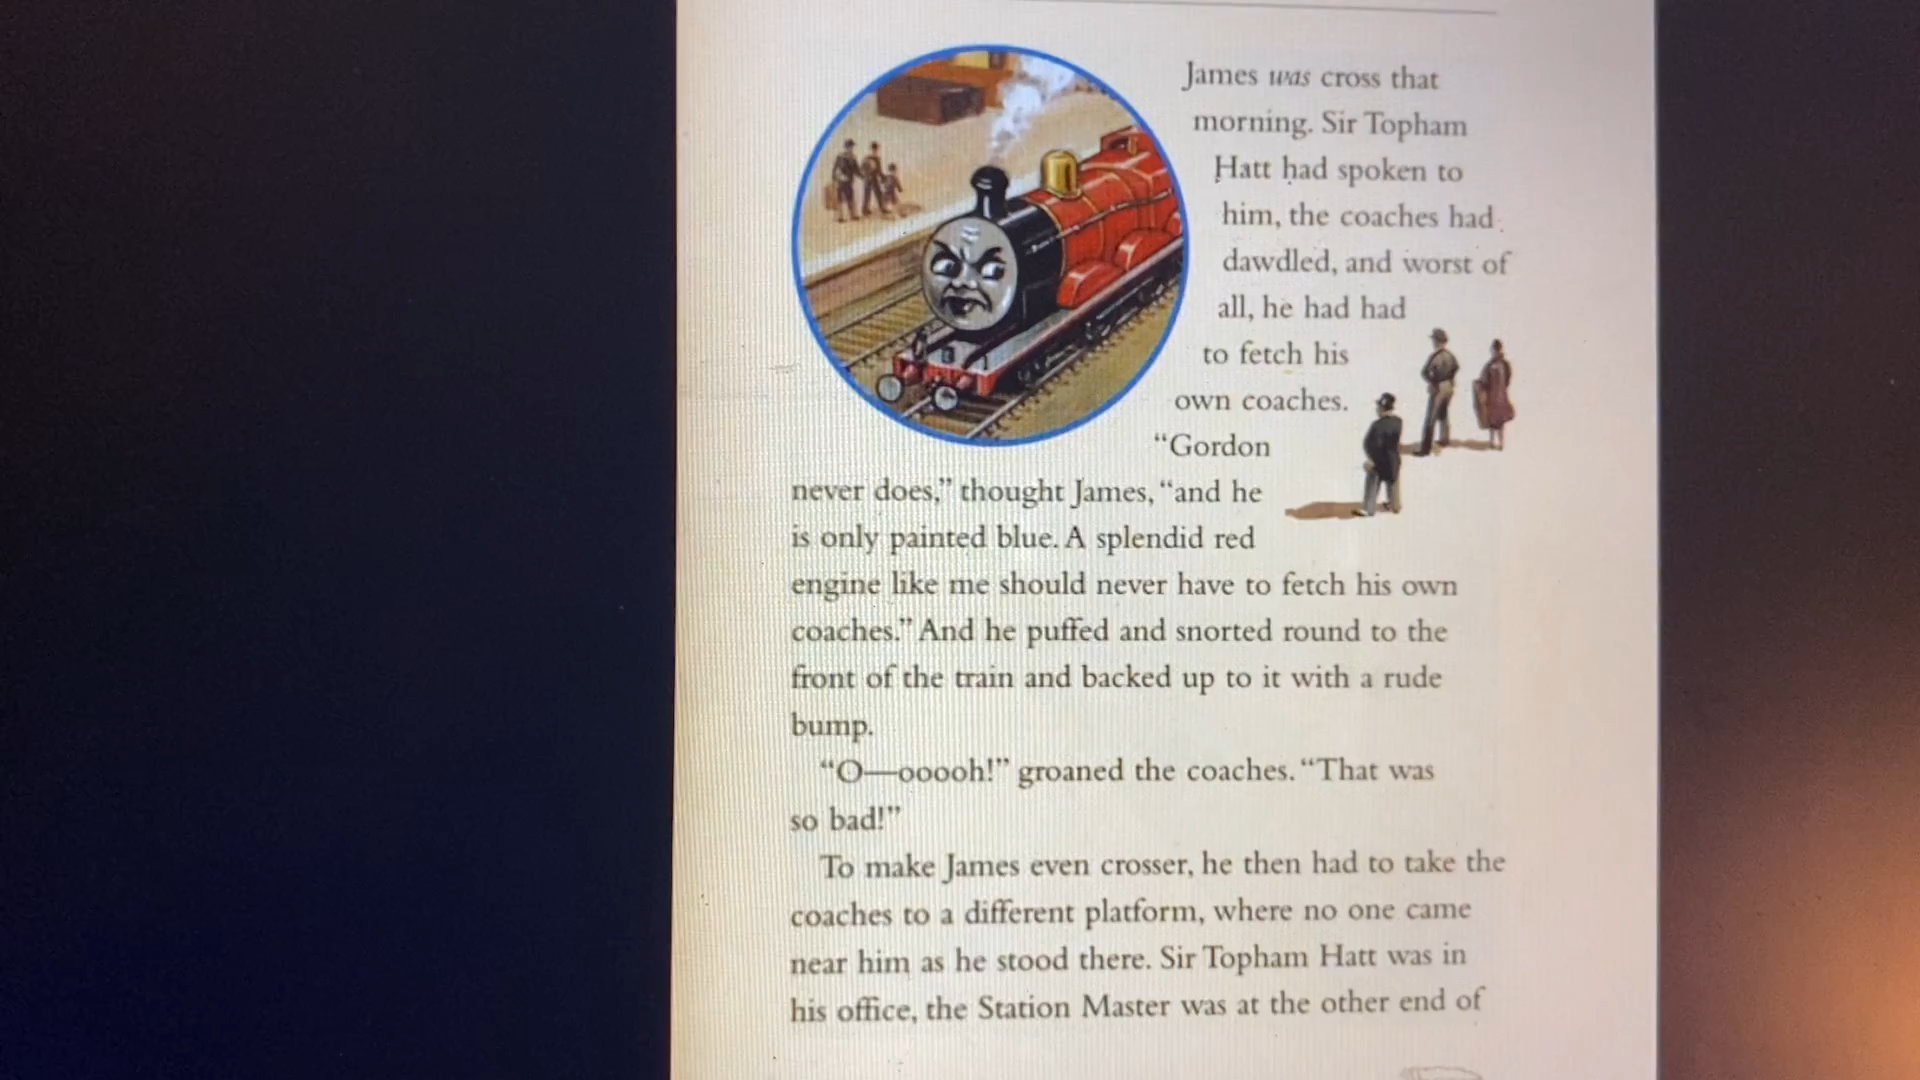 James was cross that
morning. Sir Topham
Hatt had spoken to
him, the coaches had
dawdled, and worst of
all, he had had
to fetch his
own coaches.
“Gordon
never does,” thought James, “and he
is only painted blue. A splendid red
engine like me should never have to fetch his own
coaches.” And he puffed and snorted round to the
front of the train and backed up to it with a rude
bump.
“O—ooooh!” groaned the coaches. “That was
so bad!”
To make James even crosser, he then had to take the
coaches to a different platform, where no one came
near him as he stood there. Sir Topham Hatt was in
his office, the Station Master was at the other end of